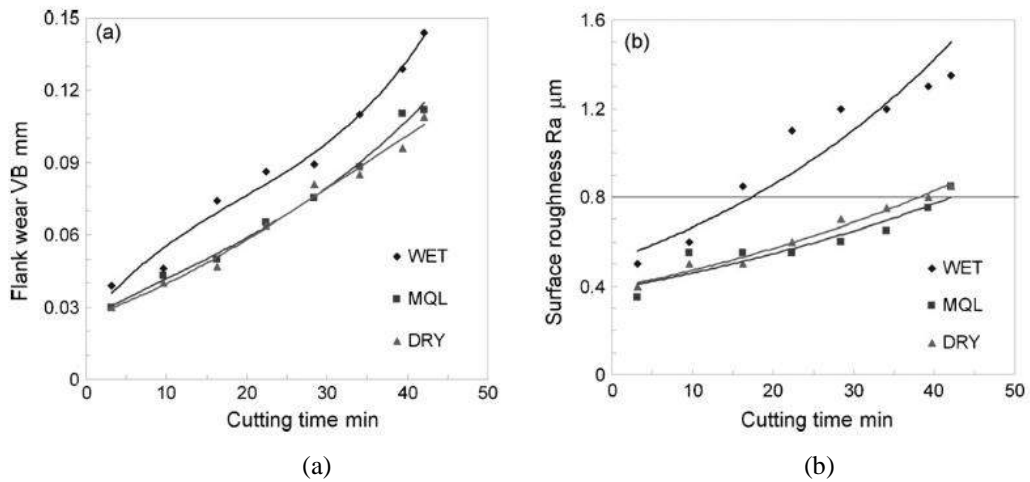 (a)
0.15
0.12
0.09
0.06
0.03
0
Flank wear VB mm
WET
MQL
DRY
0 10 20 30 40 50
Cutting time min
(b)
1.6
1.2
0.8
0.4
0
Surface roughness Ra μm
WET
MQL
DRY
0 10 20 30 40 50
Cutting time min
(a)
(b)